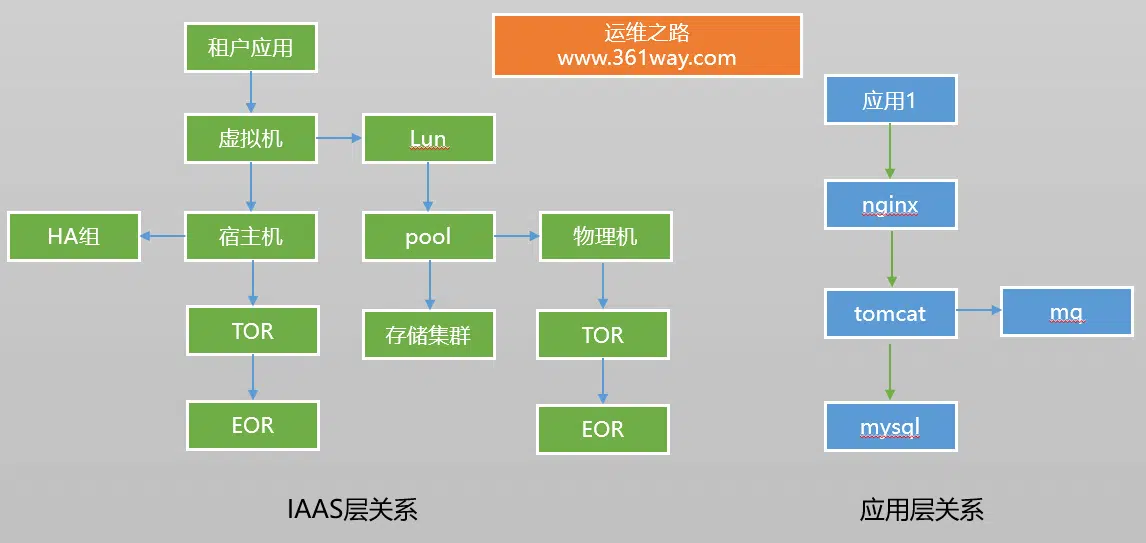 租户应用
运维之路
www.361way.com
应用1
虚拟机
Lun
nginx
HA组
宿主机
pool
物理机
tomcat
mq
TOR
存储集群
TOR
mysql
EOR
EOR
IAAS层关系
应用层关系